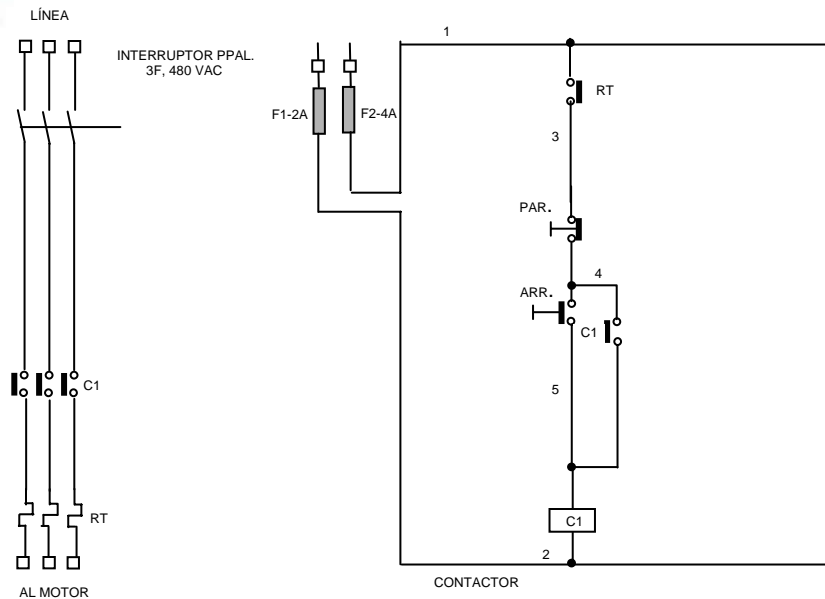 LÍNEA
INTERRUPTOR PPAL.
3F, 480 VAC
C1
RT
AL MOTOR
F1-2A
F2-4A
1
RT
3
PAR.
4
ARR.
C1
5
C1
2
CONTACTOR